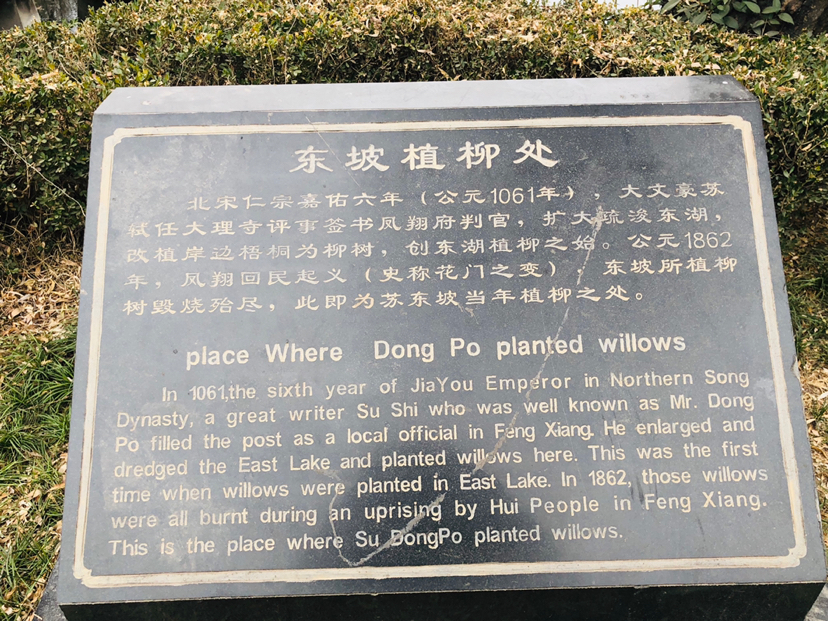 东坡植柳处
北宋仁宗嘉佑六年（公元1061年），大文豪苏
轼任大理寺评事签书凤翔府判官，扩大疏浚东湖，
改植岸边梧桐为柳树，创东湖植柳之始。公元1862
年，凤翔回民起义（史称花门之变） 东坡所植柳
树毁烧殆尽，此即为苏东坡当年植柳之处。
place Where Dong Po planted willows
In 1061,the sixth year of JiaYou Emperor in Northern Song
Dynasty, a great writer Su Shi who was well known as Mr. Dong
Po filled the post as a local official in Feng Xiang. He enlarged and
dredged the East Lake and planted willows here. This was the first
time when willows were planted in East Lake. In 1862, those willows
were all burnt during an uprising by Hui People in Feng Xiang.
This is the place where Su DongPo planted willows.